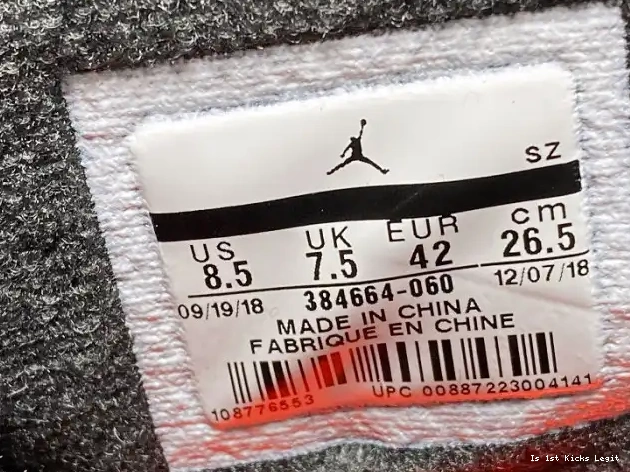 SZ
US UK EUR cm
8.5 7.5 42 26.5
09/19/18 384664-060 12/07/18
MADE IN CHINA
FABRIQUE EN CHINE
108776553 UPC 00887223004141
Is 1st Kicks Legit